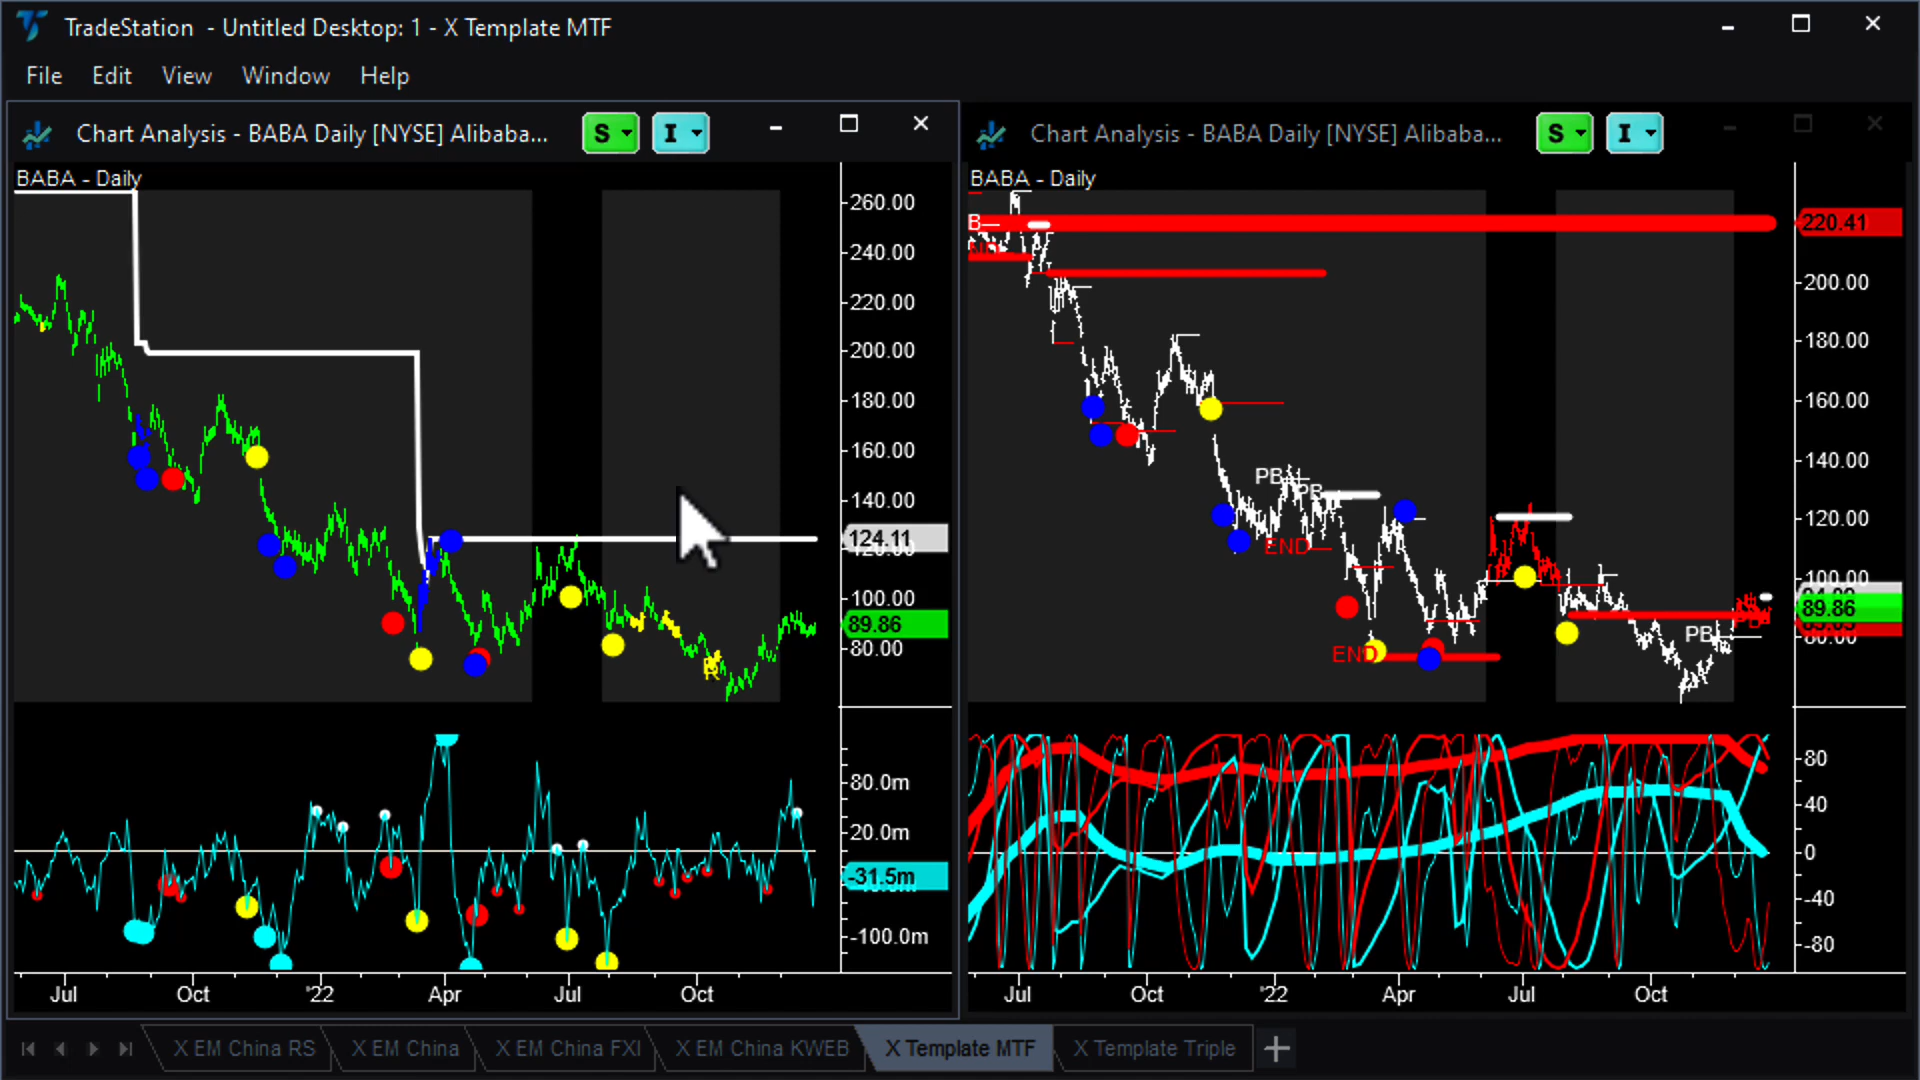 TradeStation - Untitled Desktop: 1 - X Template MTF
File Edit View Window Help
Chart Analysis - BABA Daily [NYSE] Alibaba...
S
I
BABA - Daily
260.00
240.00
220.00
200.00
180.00
160.00
140.00
124.11
100.00
89.86
80.00
80.0m
20.0m
-31.5m
-100.0m
Jul Oct '22 Apr Jul Oct
Chart Analysis - BABA Daily [NYSE] Alibaba...
S
I
BABA - Daily
B
220.41
200.00
180.00
160.00
140.00
120.00
100.00
89.86
PB
PB
END
END
PB
80
40
0
-40
-80
Jul Oct '22 Apr Jul Oct
X EM China RS X EM China X EM China FXI X EM China KWEB X Template MTF X Template Triple